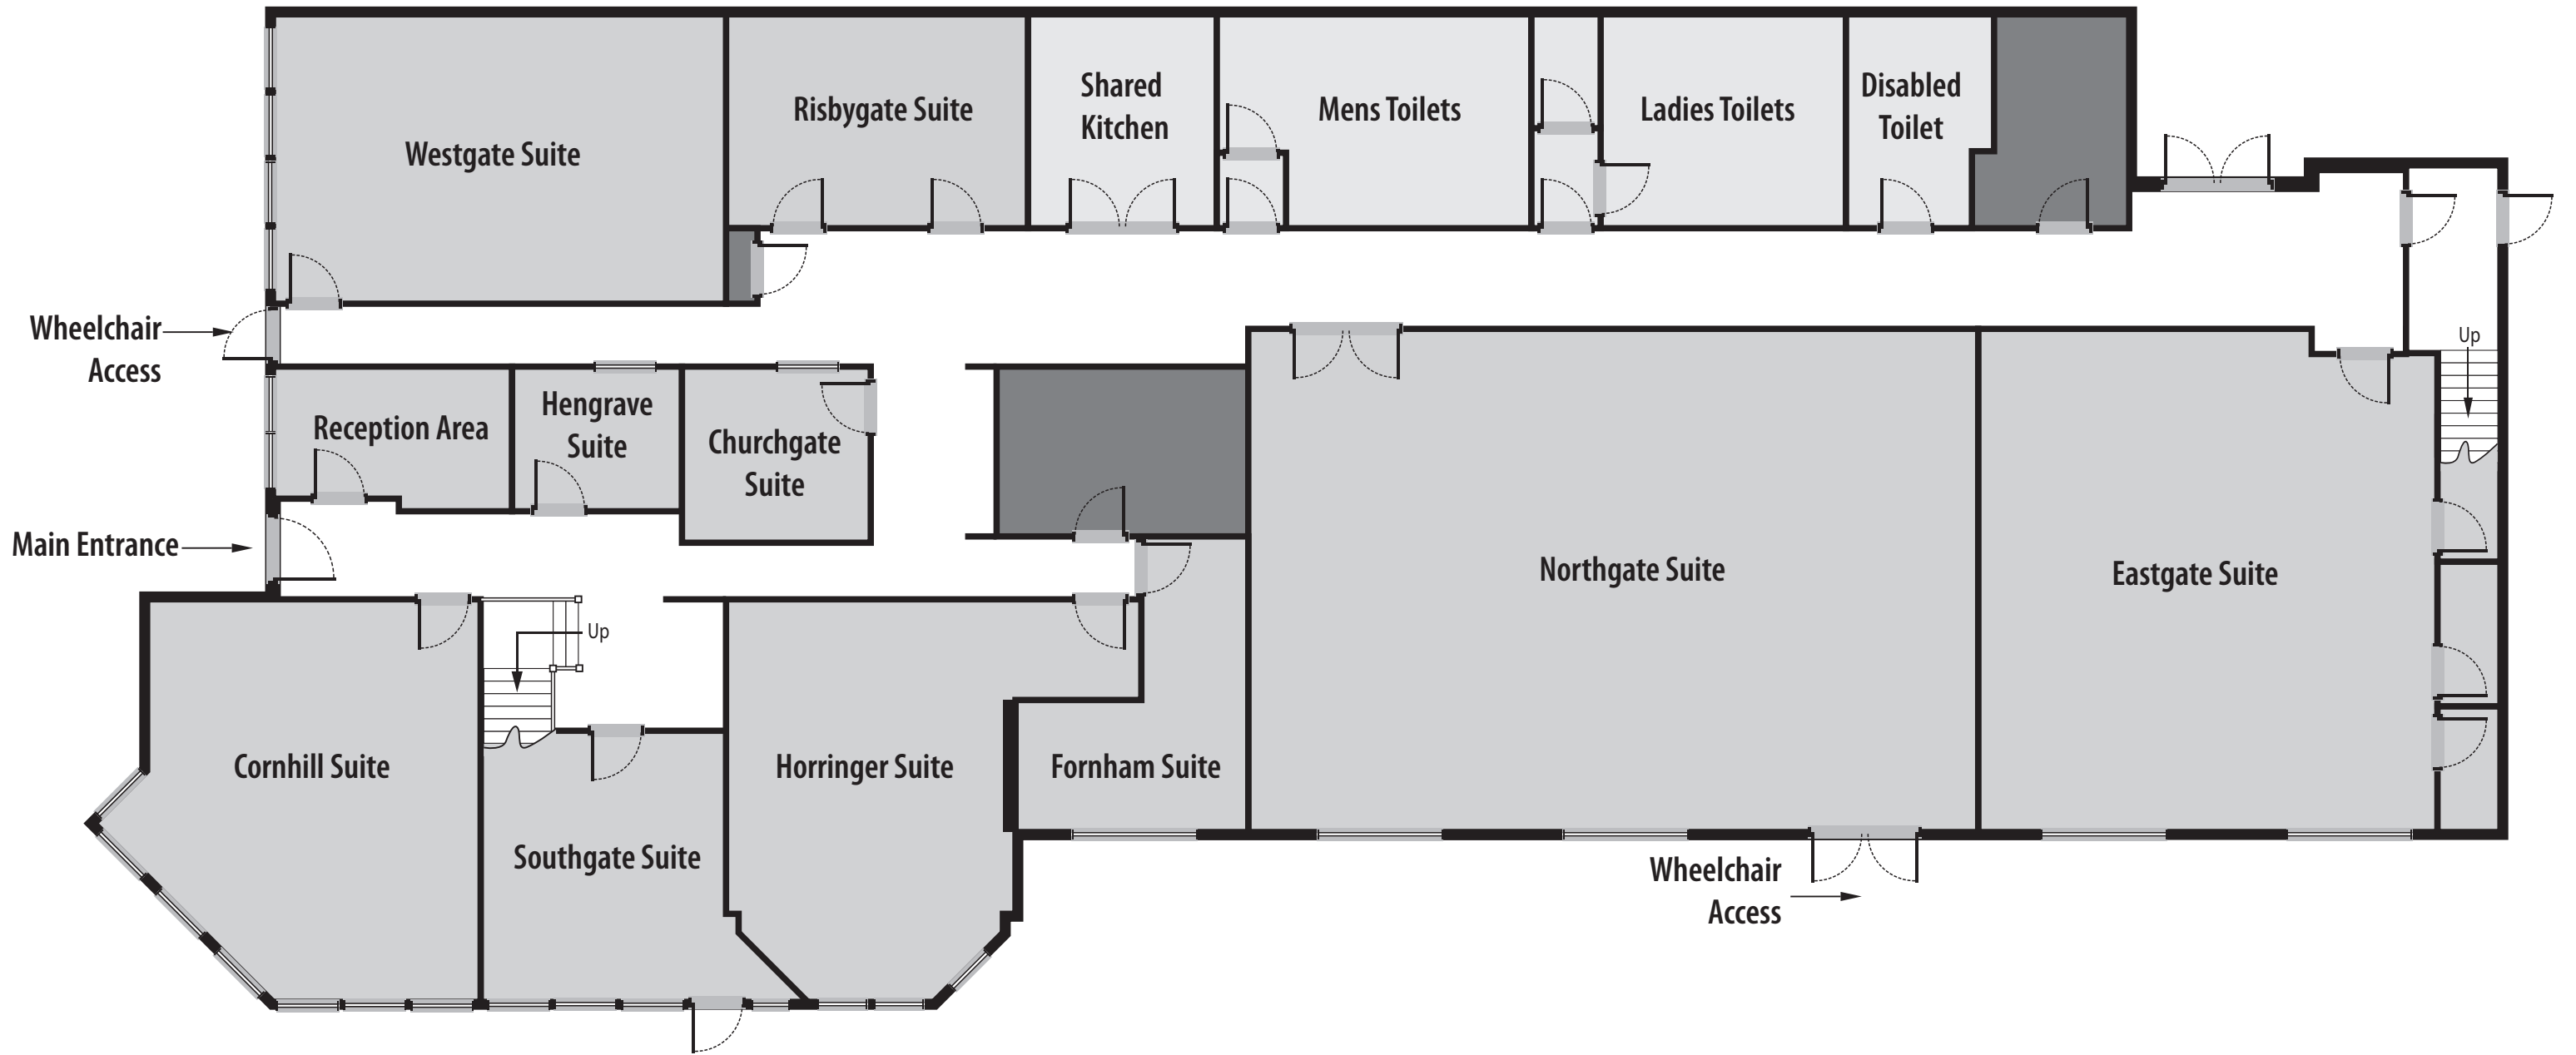 Westgate Suite
Risbygate Suite
Shared
Kitchen
Mens Toilets
Ladies Toilets
Disabled
Toilet
Wheelchair
Access
Reception Area
Hengrave
Suite
Churchgate
Suite
Up
Main Entrance
Northgate Suite
Eastgate Suite
Up
Cornhill Suite
Southgate Suite
Horringer Suite
Fornham Suite
Wheelchair
Access